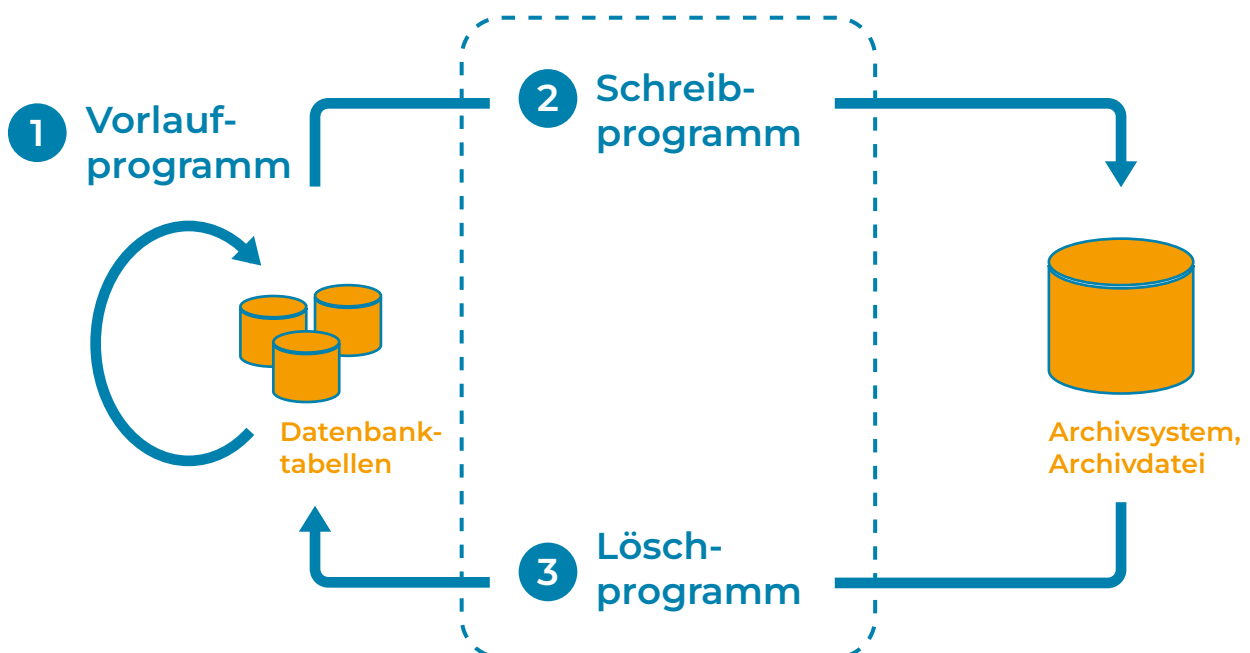 1
Vorlauf-
programm
2
Schreib-
programm
Datenbank-
tabellen
Archivsystem,
Archivdatei
3
Lösch-
programm